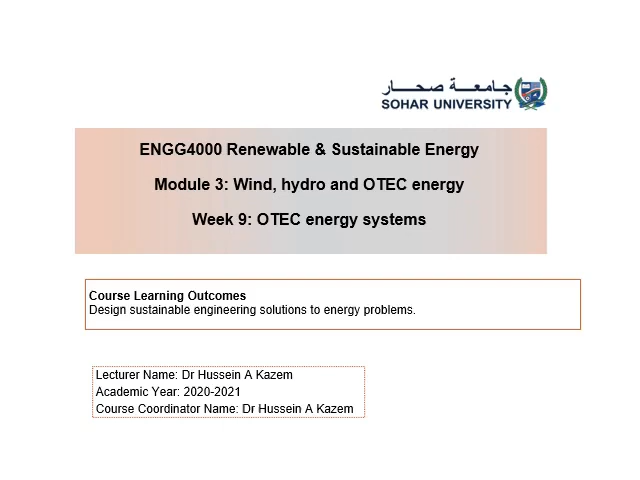 جامعة صحار
SOHAR UNIVERSITY
ENGG4000 Renewable & Sustainable Energy
Module 3: Wind, hydro and OTEC energy
Week 9: OTEC energy systems
Course Learning Outcomes
Design sustainable engineering solutions to energy problems.
Lecturer Name: Dr Hussein A Kazem
Academic Year: 2020-2021
Course Coordinator Name: Dr Hussein A Kazem